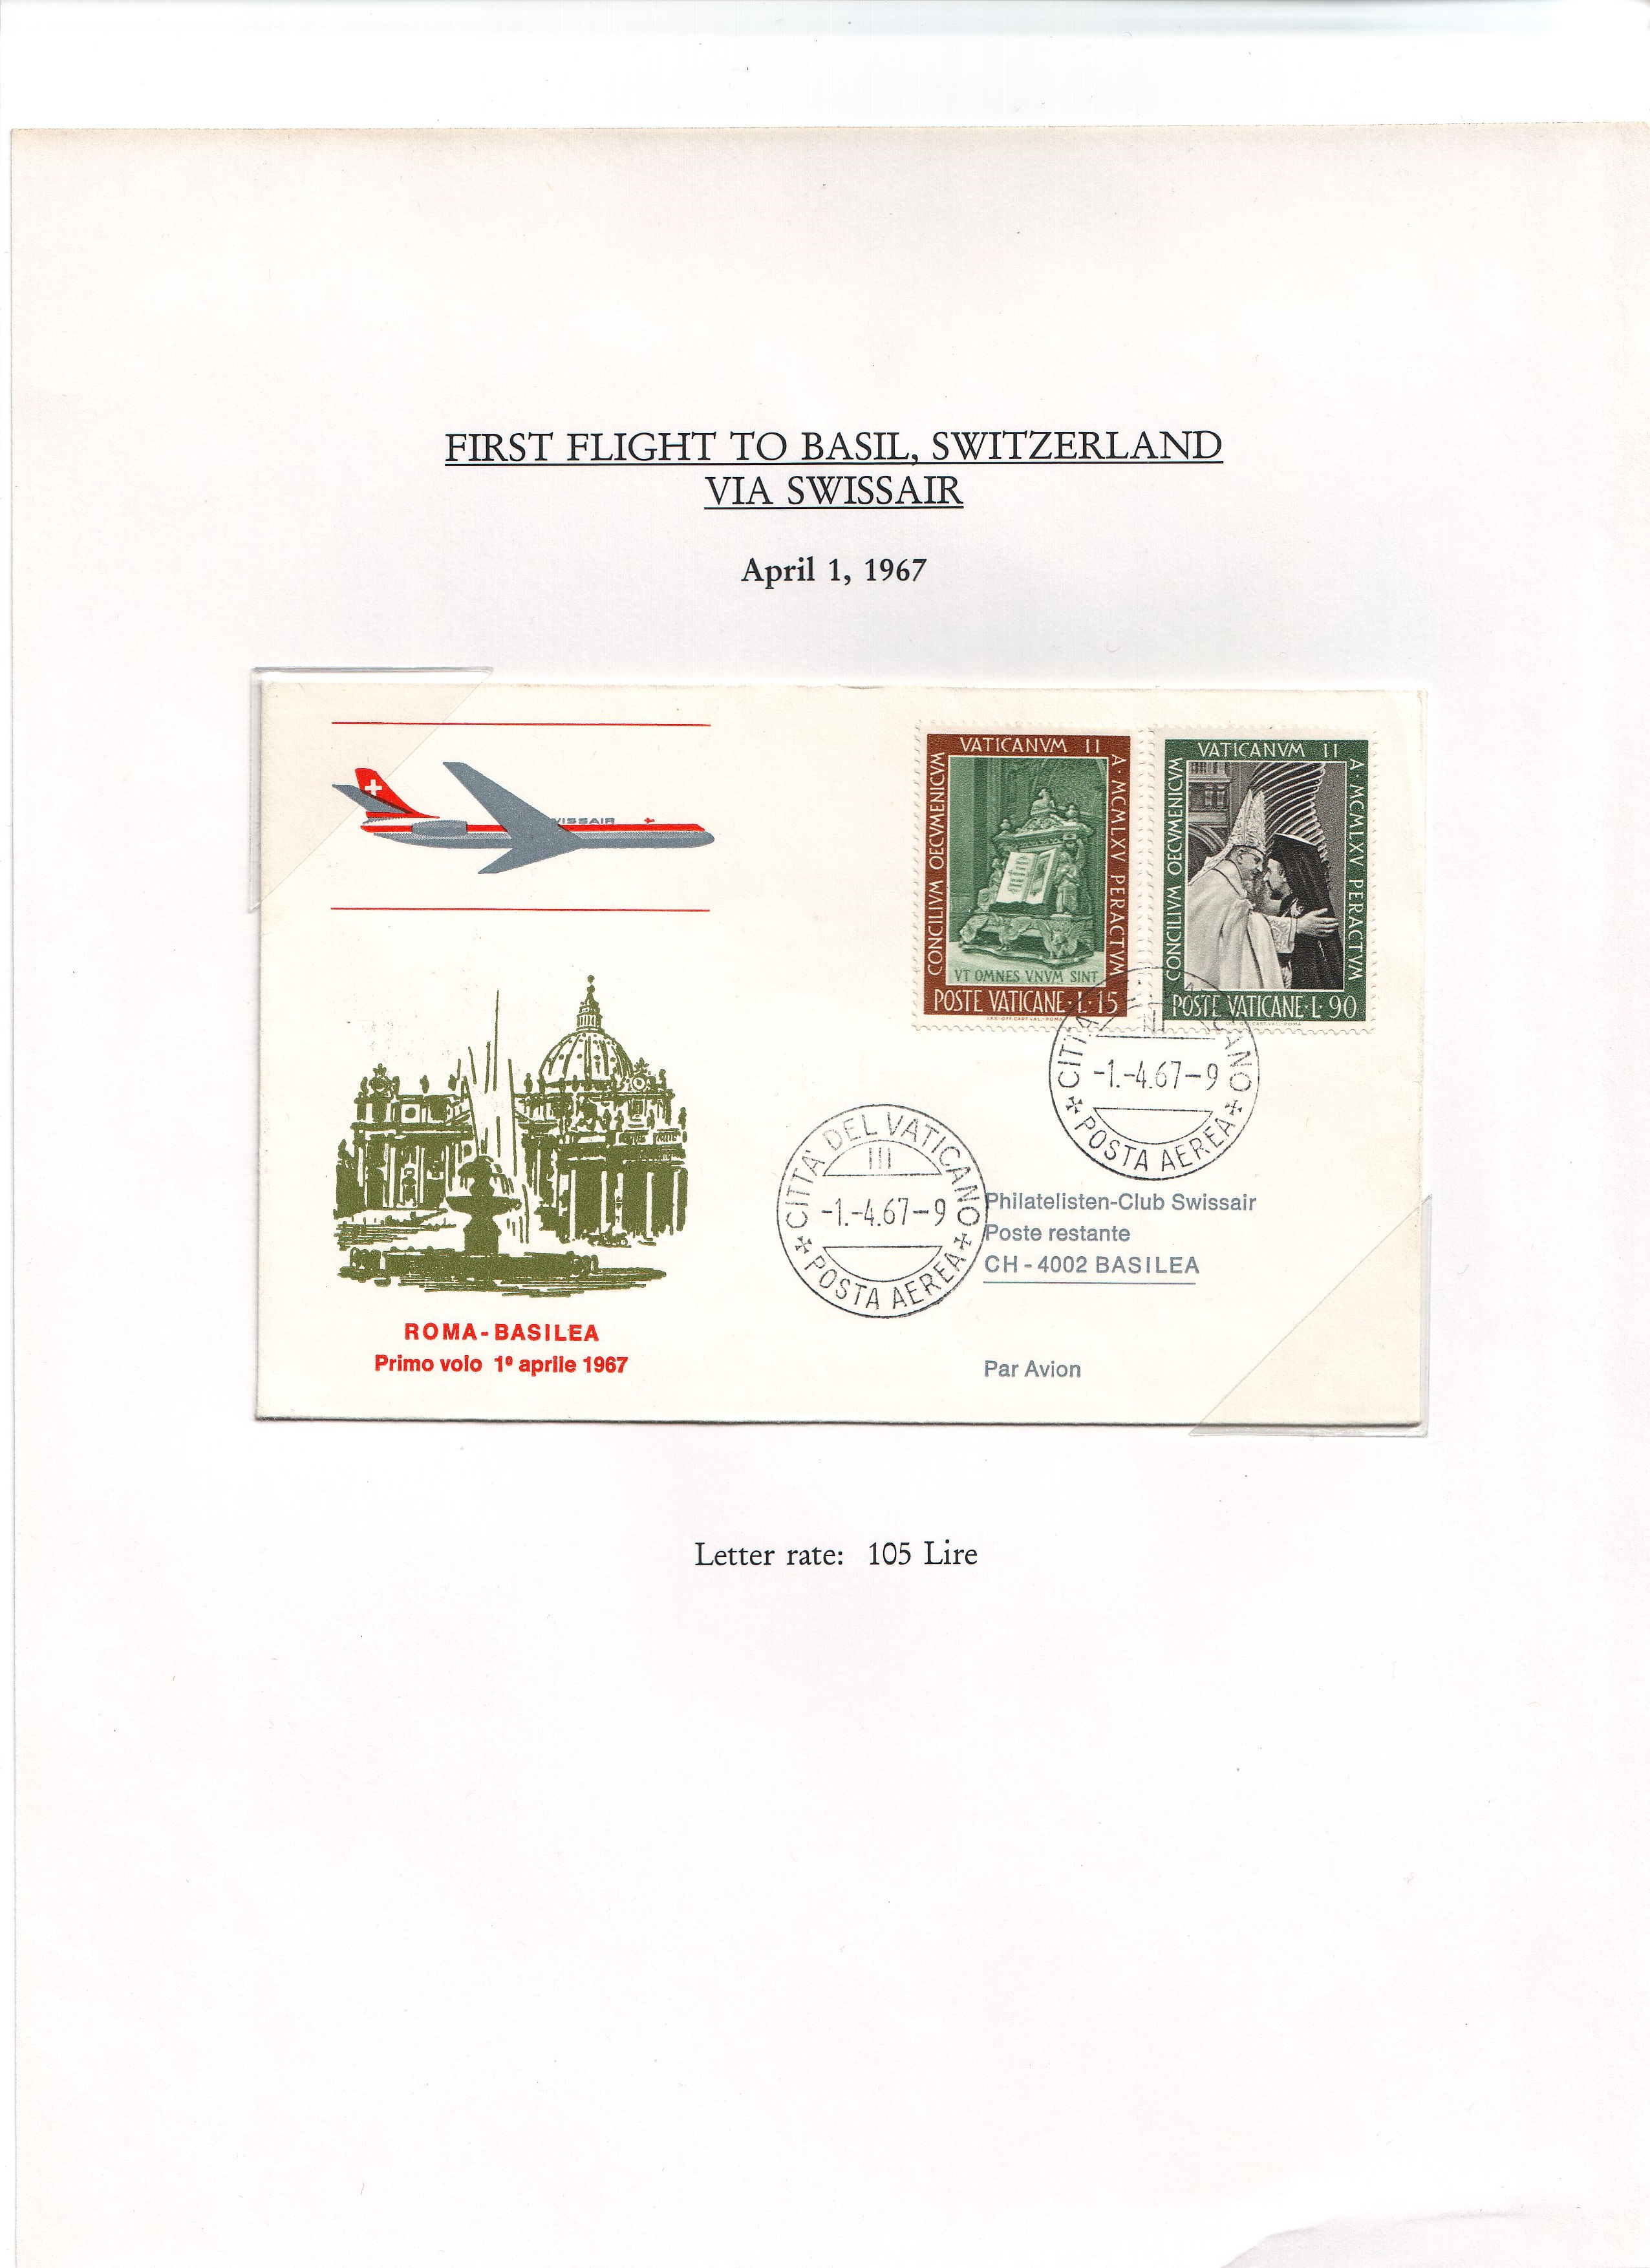 FIRST FLIGHT TO BASIL, SWITZERLAND
VIA SWISSAIR
April 1, 1967
VATICANVM II
CONCILIVM OECVMENICVM
A·MCMLXV PERACTVM
VT OMNES VNVM SINT
POSTE VATICANE·L·15
VATICANVM II
CONCILIVM OECVMENICVM
A·MCMLXV PERACTVM
POSTE VATICANE·L·90
CITTA
CANO
-1.-4.67-9
POSTA AEREA
CITTA DEL VATICANO
III
-1.-4.67-9
POSTA AEREA
Philatelisten-Club Swissair
Poste restante
CH - 4002 BASILEA
ROMA - BASILEA
Primo volo 1º aprile 1967
Par Avion
Letter rate: 105 Lire